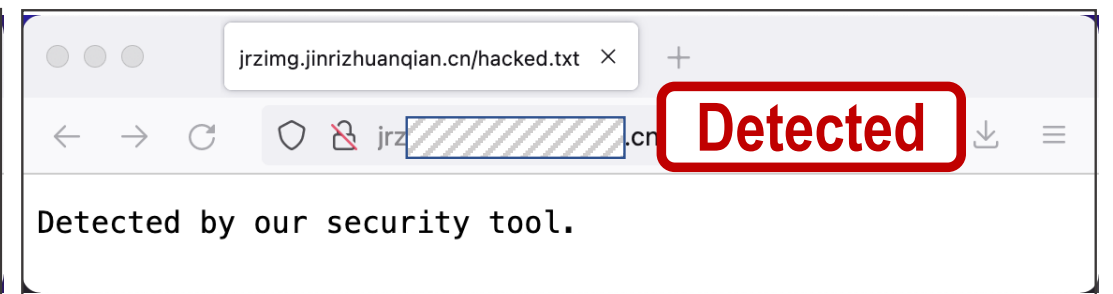 jrzimg.jinrizhuanqian.cn/hacked.txt
jrz .cn
Detected
Detected by our security tool.